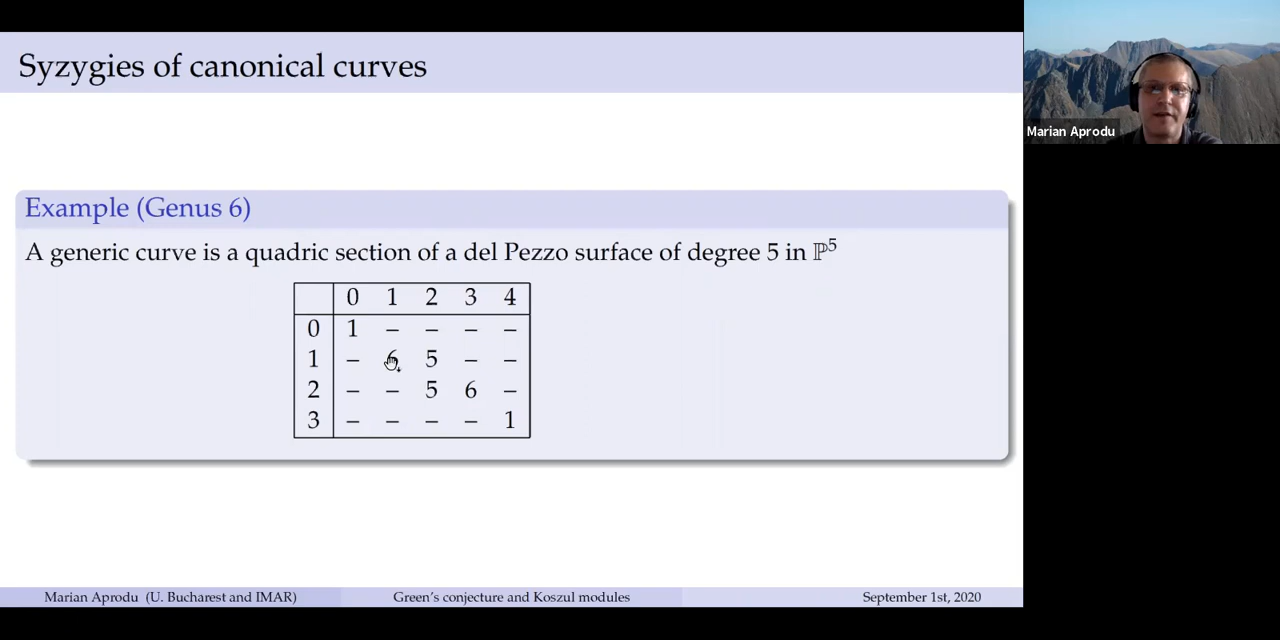 Syzygies of canonical curves
Marian Aprodu
Example (Genus 6)
A generic curve is a quadric section of a del Pezzo surface of degree 5 in ℙ⁵
0 1 2 3 4
0 1 – – – –
1 – 6 5 – –
2 – – 5 6 –
3 – – – – 1
Marian Aprodu (U. Bucharest and IMAR) Green's conjecture and Koszul modules September 1st, 2020